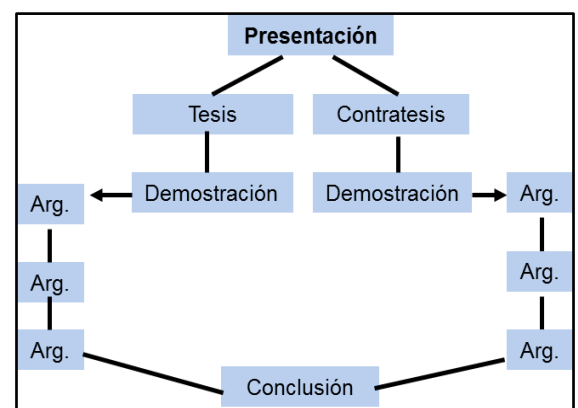 Presentación
Tesis
Contratesis
Demostración
Demostración
Arg.
Arg.
Arg.
Arg.
Arg.
Arg.
Conclusión